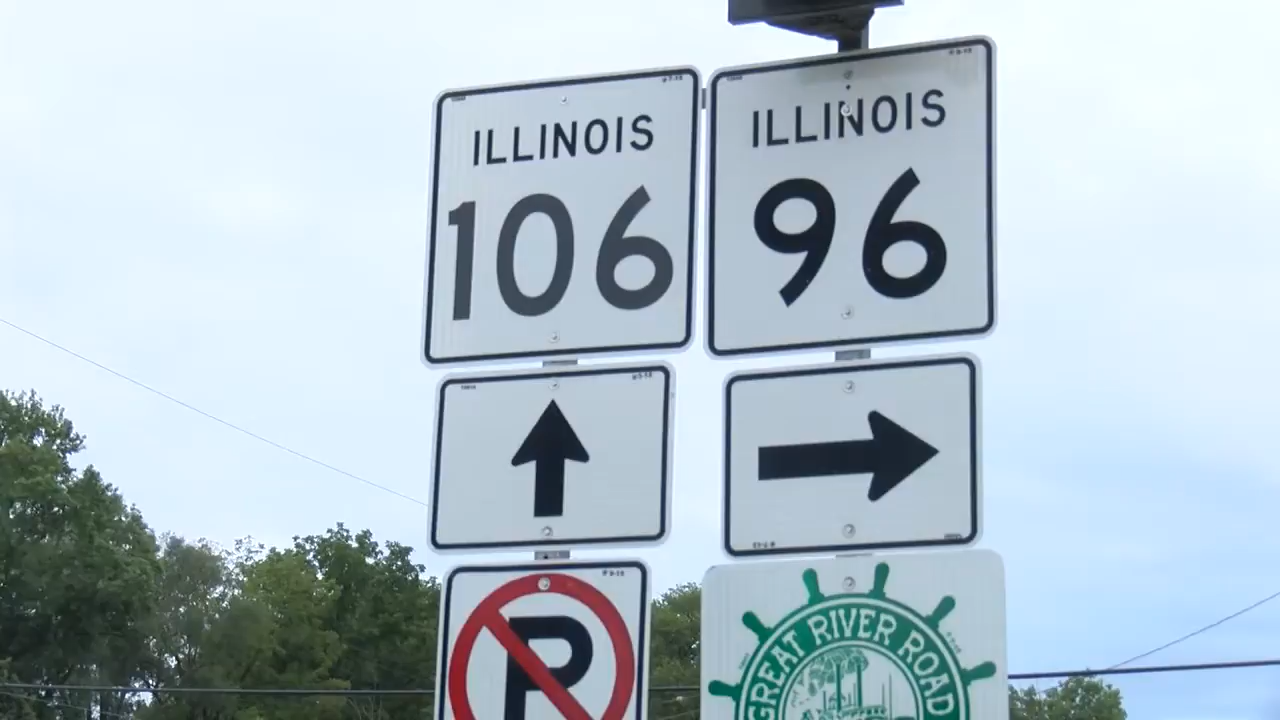 ILLINOIS
106
ILLINOIS
96
P
GREAT RIVER ROAD